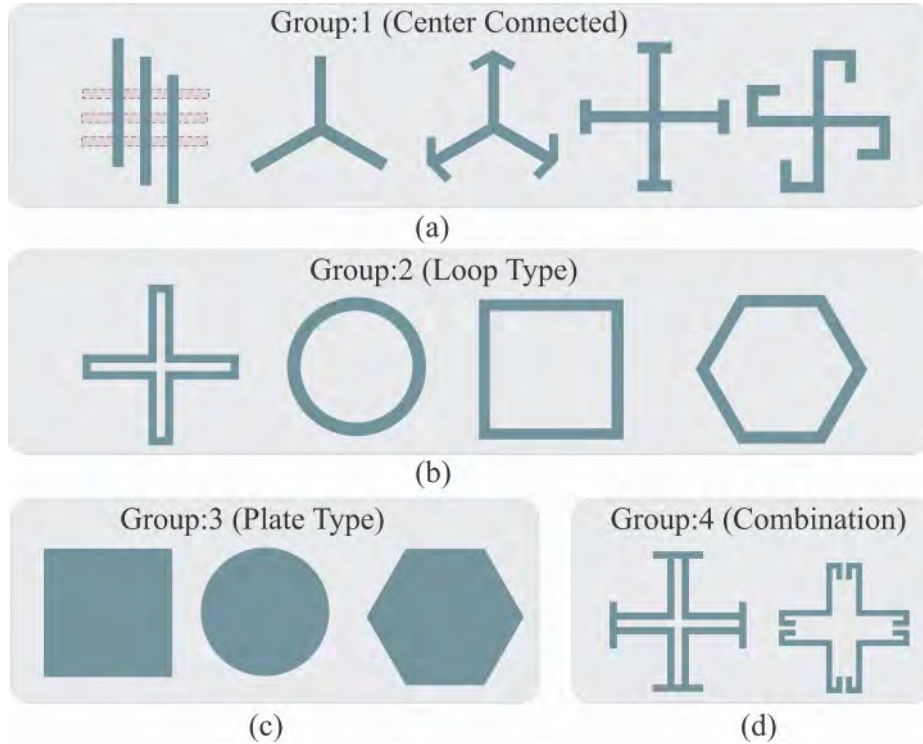 Group:1 (Center Connected)
(a)
Group:2 (Loop Type)
(b)
Group:3 (Plate Type)
Group:4 (Combination)
(c)
(d)